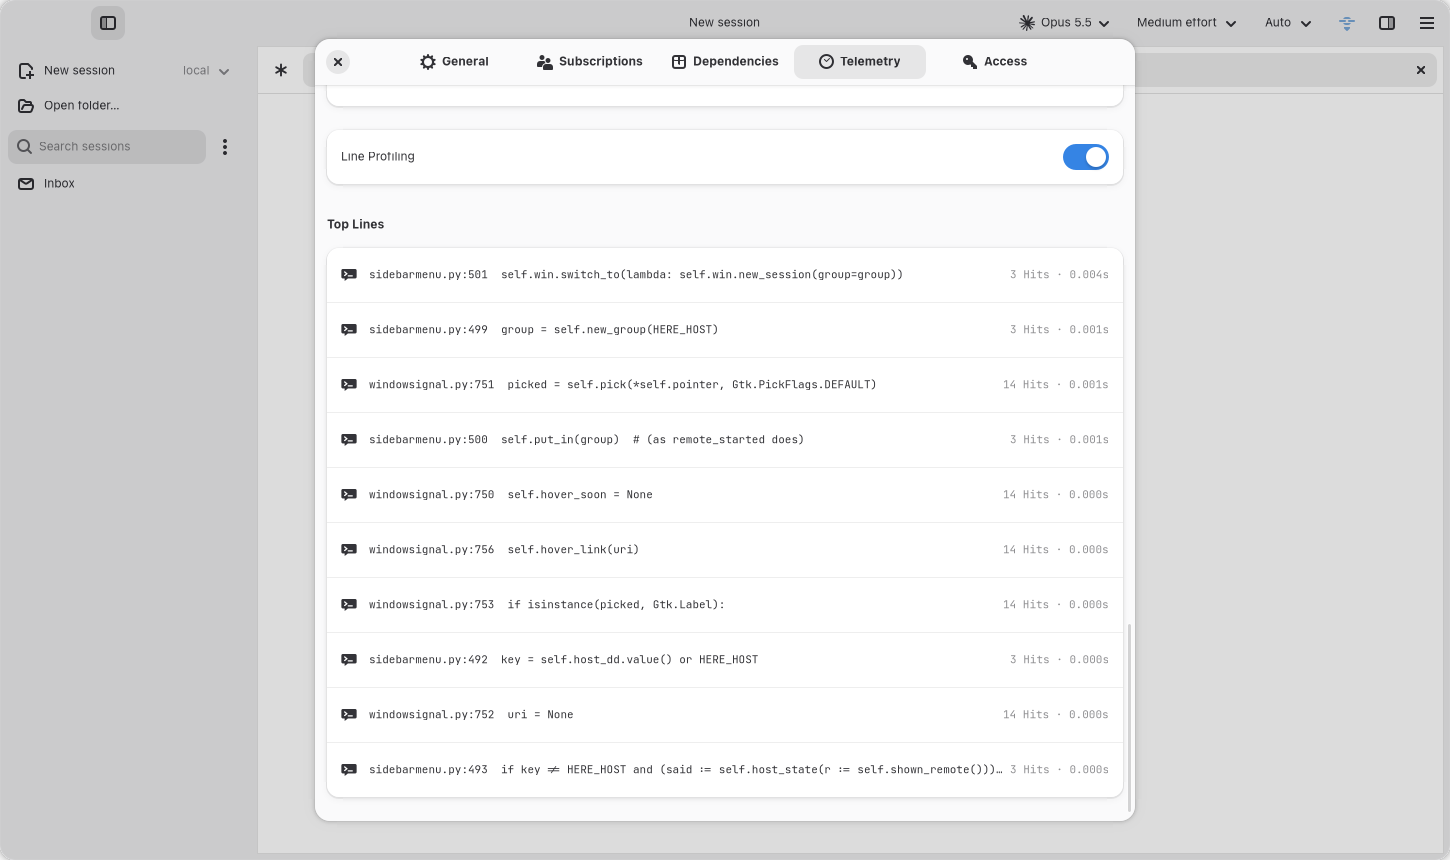 New session
Opus 5.5
Medium effort
Auto
New session
local
Open folder...
Search sessions
Inbox
General
Subscriptions
Dependencies
Telemetry
Access
Line Profiling
Top Lines
sidebarmenu.py:501 self.win.switch_to(lambda: self.win.new_session(group=group)) 3 Hits · 0.004s
sidebarmenu.py:499 group = self.new_group(HERE_HOST) 3 Hits · 0.001s
windowsignal.py:751 picked = self.pick(*self.pointer, Gtk.PickFlags.DEFAULT) 14 Hits · 0.001s
sidebarmenu.py:500 self.put_in(group) # (as remote_started does) 3 Hits · 0.001s
windowsignal.py:750 self.hover_soon = None 14 Hits · 0.000s
windowsignal.py:756 self.hover_link(uri) 14 Hits · 0.000s
windowsignal.py:753 if isinstance(picked, Gtk.Label): 14 Hits · 0.000s
sidebarmenu.py:492 key = self.host_dd.value() or HERE_HOST 3 Hits · 0.000s
windowsignal.py:752 uri = None 14 Hits · 0.000s
sidebarmenu.py:493 if key != HERE_HOST and (said := self.host_state(r := self.shown_remote()))… 3 Hits · 0.000s